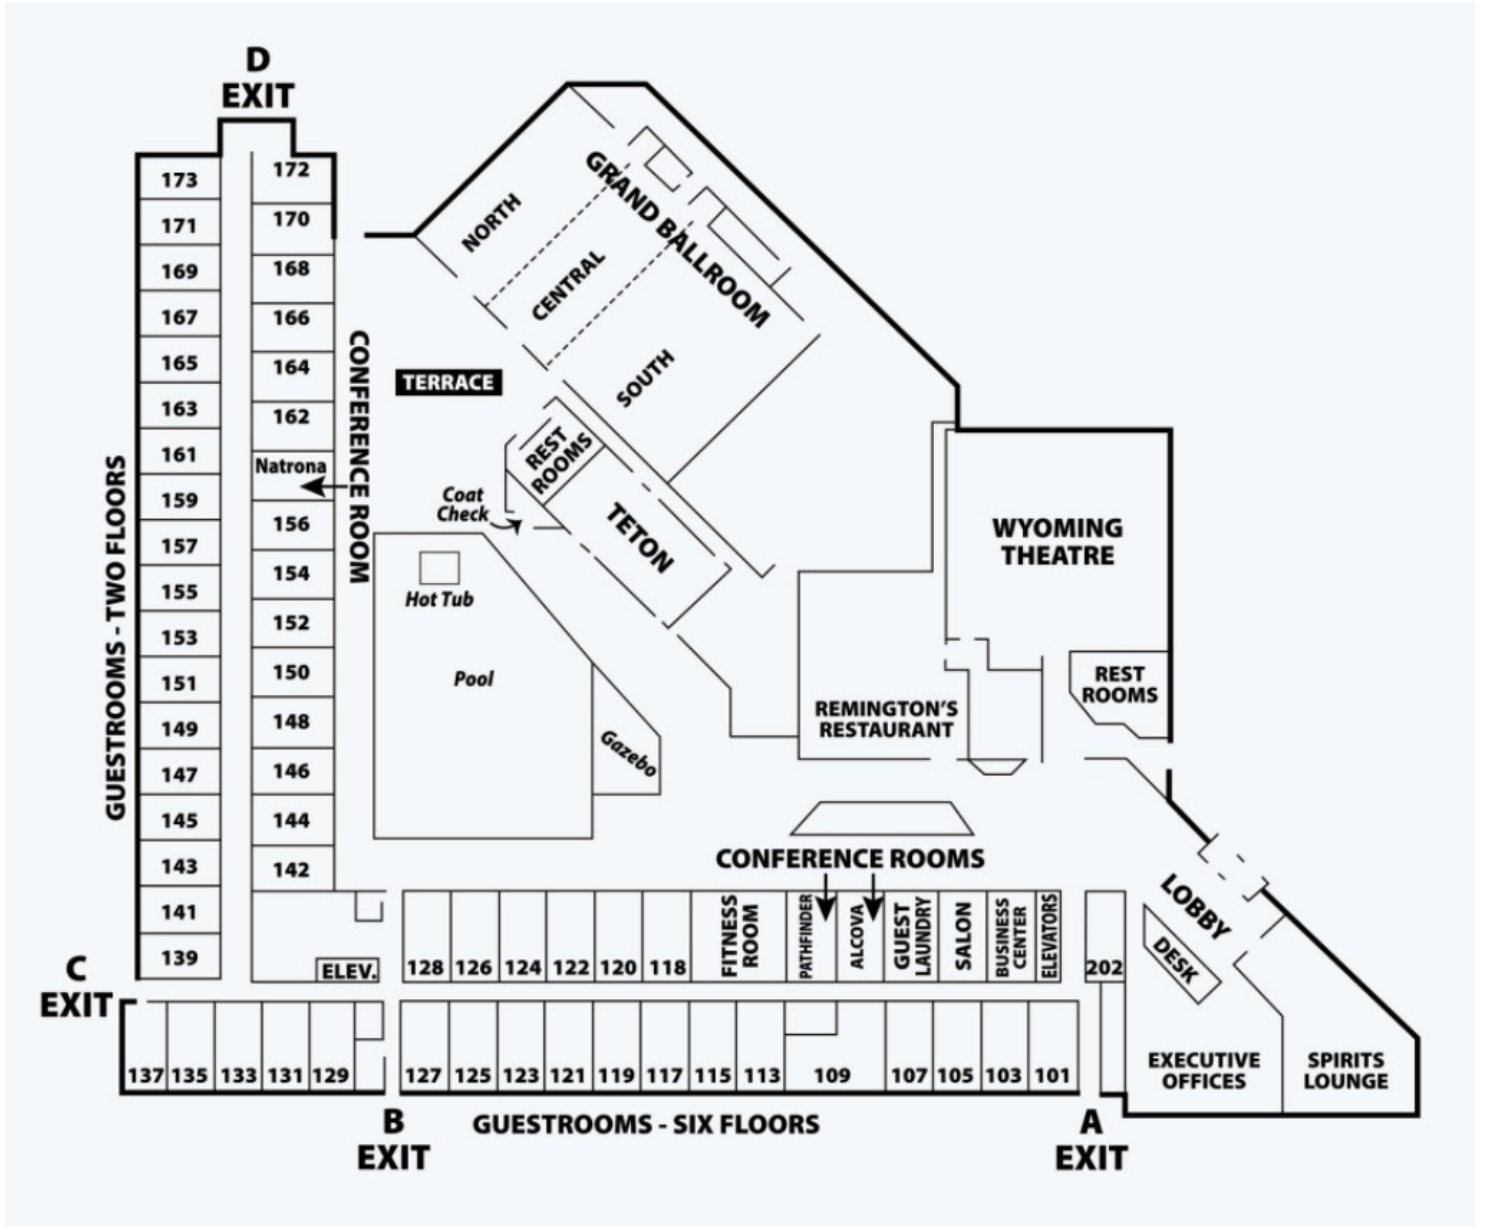 D
EXIT
173
171
169
167
165
163
161
159
157
155
153
151
149
147
145
143
141
139
172
170
168
166
164
162
Natrona
156
154
152
150
148
146
144
142
GUESTROOMS - TWO FLOORS
CONFERENCE ROOM
TERRACE
NORTH
CENTRAL
SOUTH
GRAND BALLROOM
REST
ROOMS
Coat
Check
TETON
Hot Tub
Pool
Gazebo
WYOMING
THEATRE
REST
ROOMS
REMINGTON'S
RESTAURANT
CONFERENCE ROOMS
LOBBY
DESK
C
EXIT
ELEV.
128
126
124
122
120
118
FITNESS
ROOM
PATHFINDER
ALCOVA
GUEST
LAUNDRY
SALON
BUSINESS
CENTER
ELEVATORS
202
137
135
133
131
129
127
125
123
121
119
117
115
113
109
107
105
103
101
EXECUTIVE
OFFICES
SPIRITS
LOUNGE
B
EXIT
GUESTROOMS - SIX FLOORS
A
EXIT